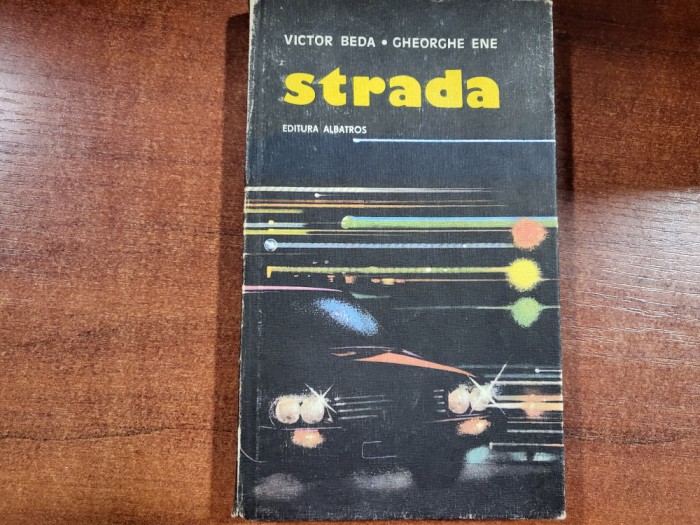 VICTOR BEDA • GHEORGHE ENE
strada
EDITURA ALBATROS